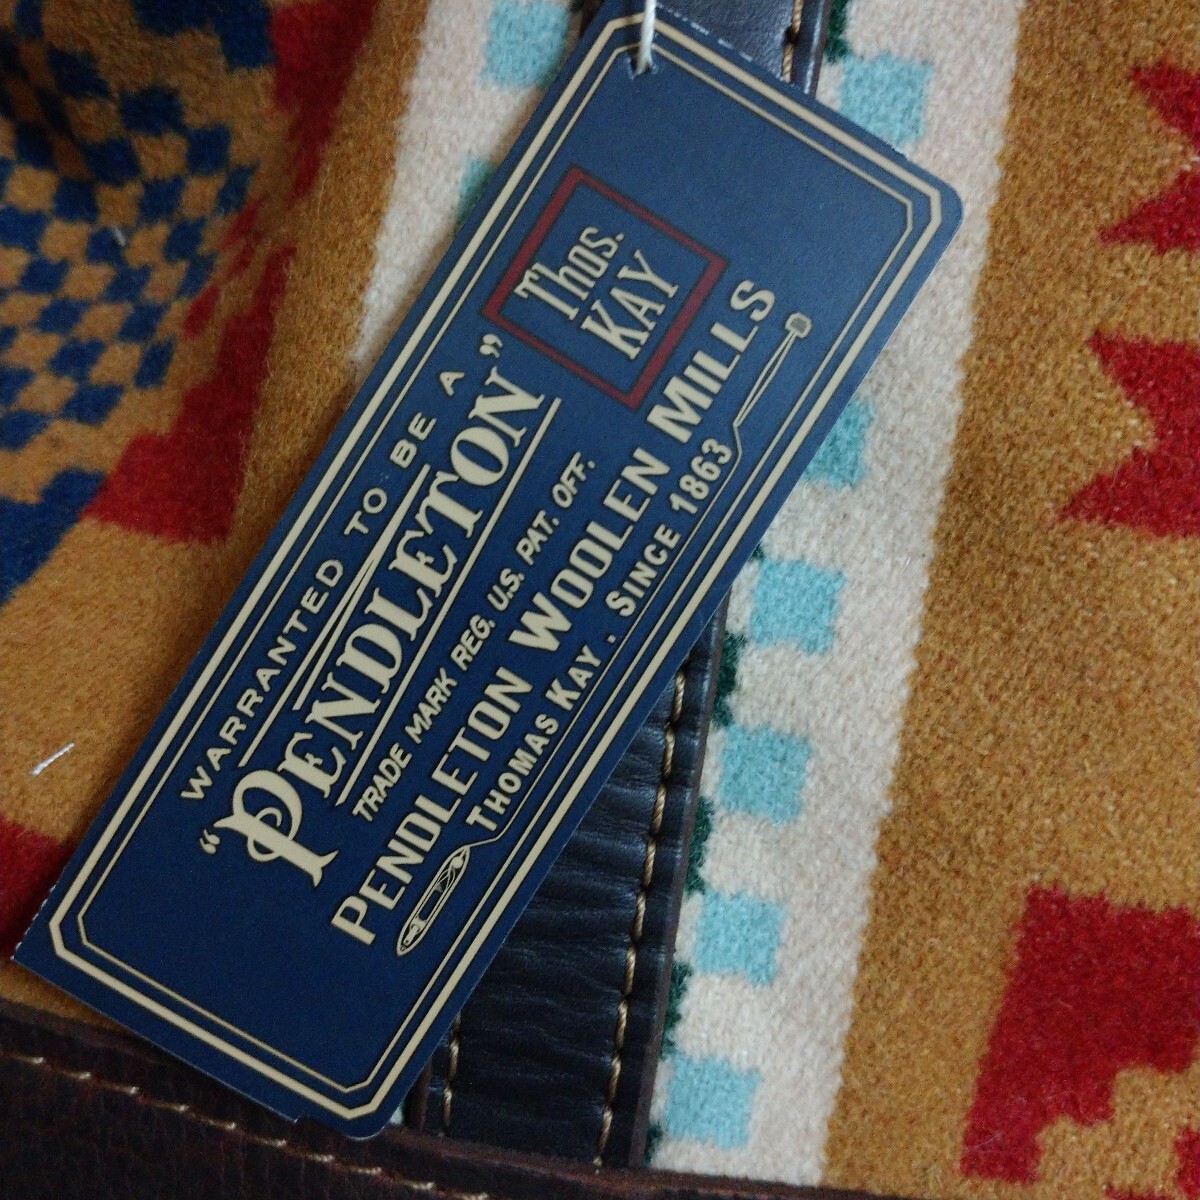 Thos.
KAY
WARRANTED TO BE A
"PENDLETON"
TRADE MARK REG. U.S. PAT. OFF.
PENDLETON WOOLEN MILLS
THOMAS KAY . SINCE 1863